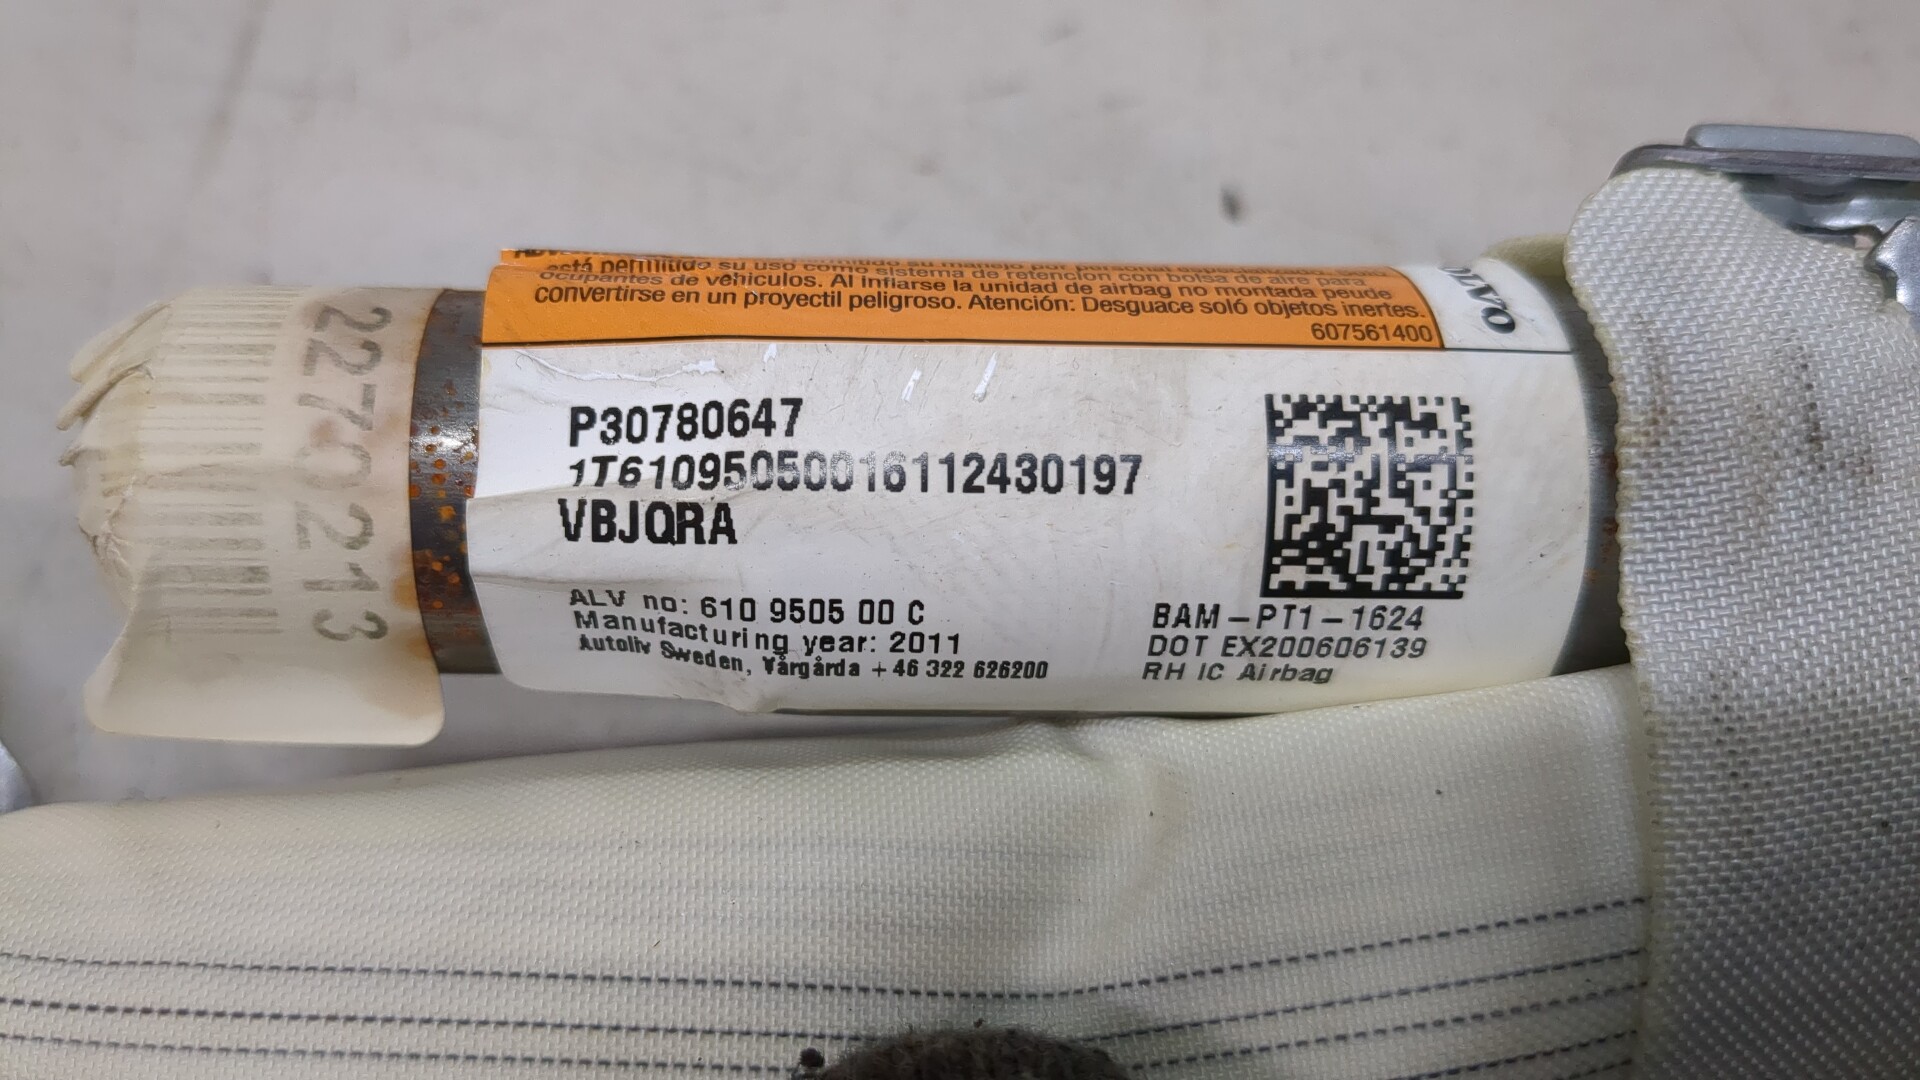 está permitido su uso como sistema de retención con bolsa de aire para
ocupantes de vehículos. Al inflarse la unidad de airbag no montada peude
convertirse en un proyectil peligroso. Atención: Desguace soló objetos inertes.
607561400
VOLVO
P30780647
1T61095050016112430197
VBJQRA
ALV no: 610 9505 00 C
Manufacturing year: 2011
Autoliv Sweden, Vårgårda + 46 322 626200
BAM-PT1-1624
DOT EX200606139
RH IC Airbag
2270213